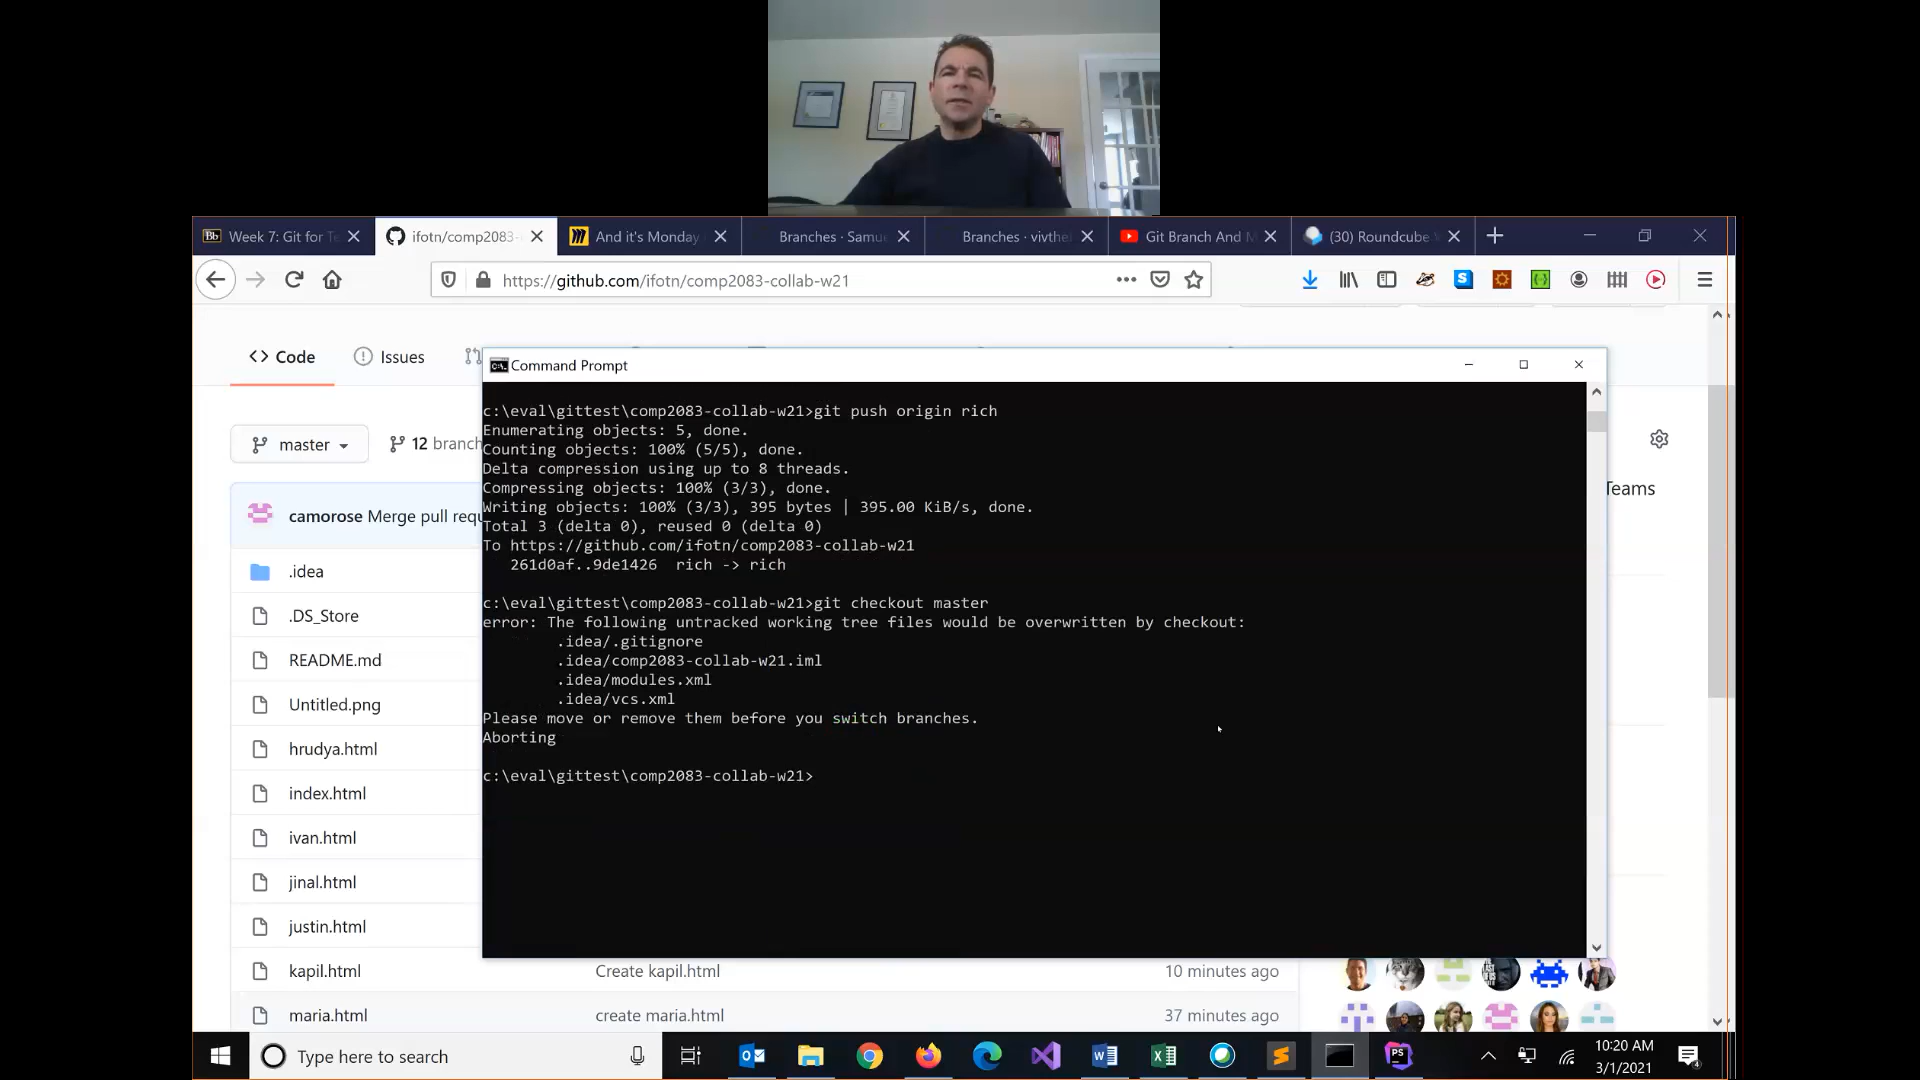 Bb Week 7: Git for Te
ifotn/comp2083-
And it's Monday
Branches · Samue
Branches · vivthel
Git Branch And M
(30) Roundcube
https://github.com/ifotn/comp2083-collab-w21
Code
Issues
Command Prompt
master
12 branch
camorose Merge pull requ
Teams
c:\eval\gittest\comp2083-collab-w21>git push origin rich
Enumerating objects: 5, done.
Counting objects: 100% (5/5), done.
Delta compression using up to 8 threads.
Compressing objects: 100% (3/3), done.
Writing objects: 100% (3/3), 395 bytes | 395.00 KiB/s, done.
Total 3 (delta 0), reused 0 (delta 0)
To https://github.com/ifotn/comp2083-collab-w21
261d0af..9de1426 rich -> rich
c:\eval\gittest\comp2083-collab-w21>git checkout master
error: The following untracked working tree files would be overwritten by checkout:
.idea/.gitignore
.idea/comp2083-collab-w21.iml
.idea/modules.xml
.idea/vcs.xml
Please move or remove them before you switch branches.
Aborting
c:\eval\gittest\comp2083-collab-w21>
.idea
.DS_Store
README.md
Untitled.png
hrudya.html
index.html
ivan.html
jinal.html
justin.html
kapil.html Create kapil.html 10 minutes ago
maria.html create maria.html 37 minutes ago
Type here to search
10:20 AM
3/1/2021